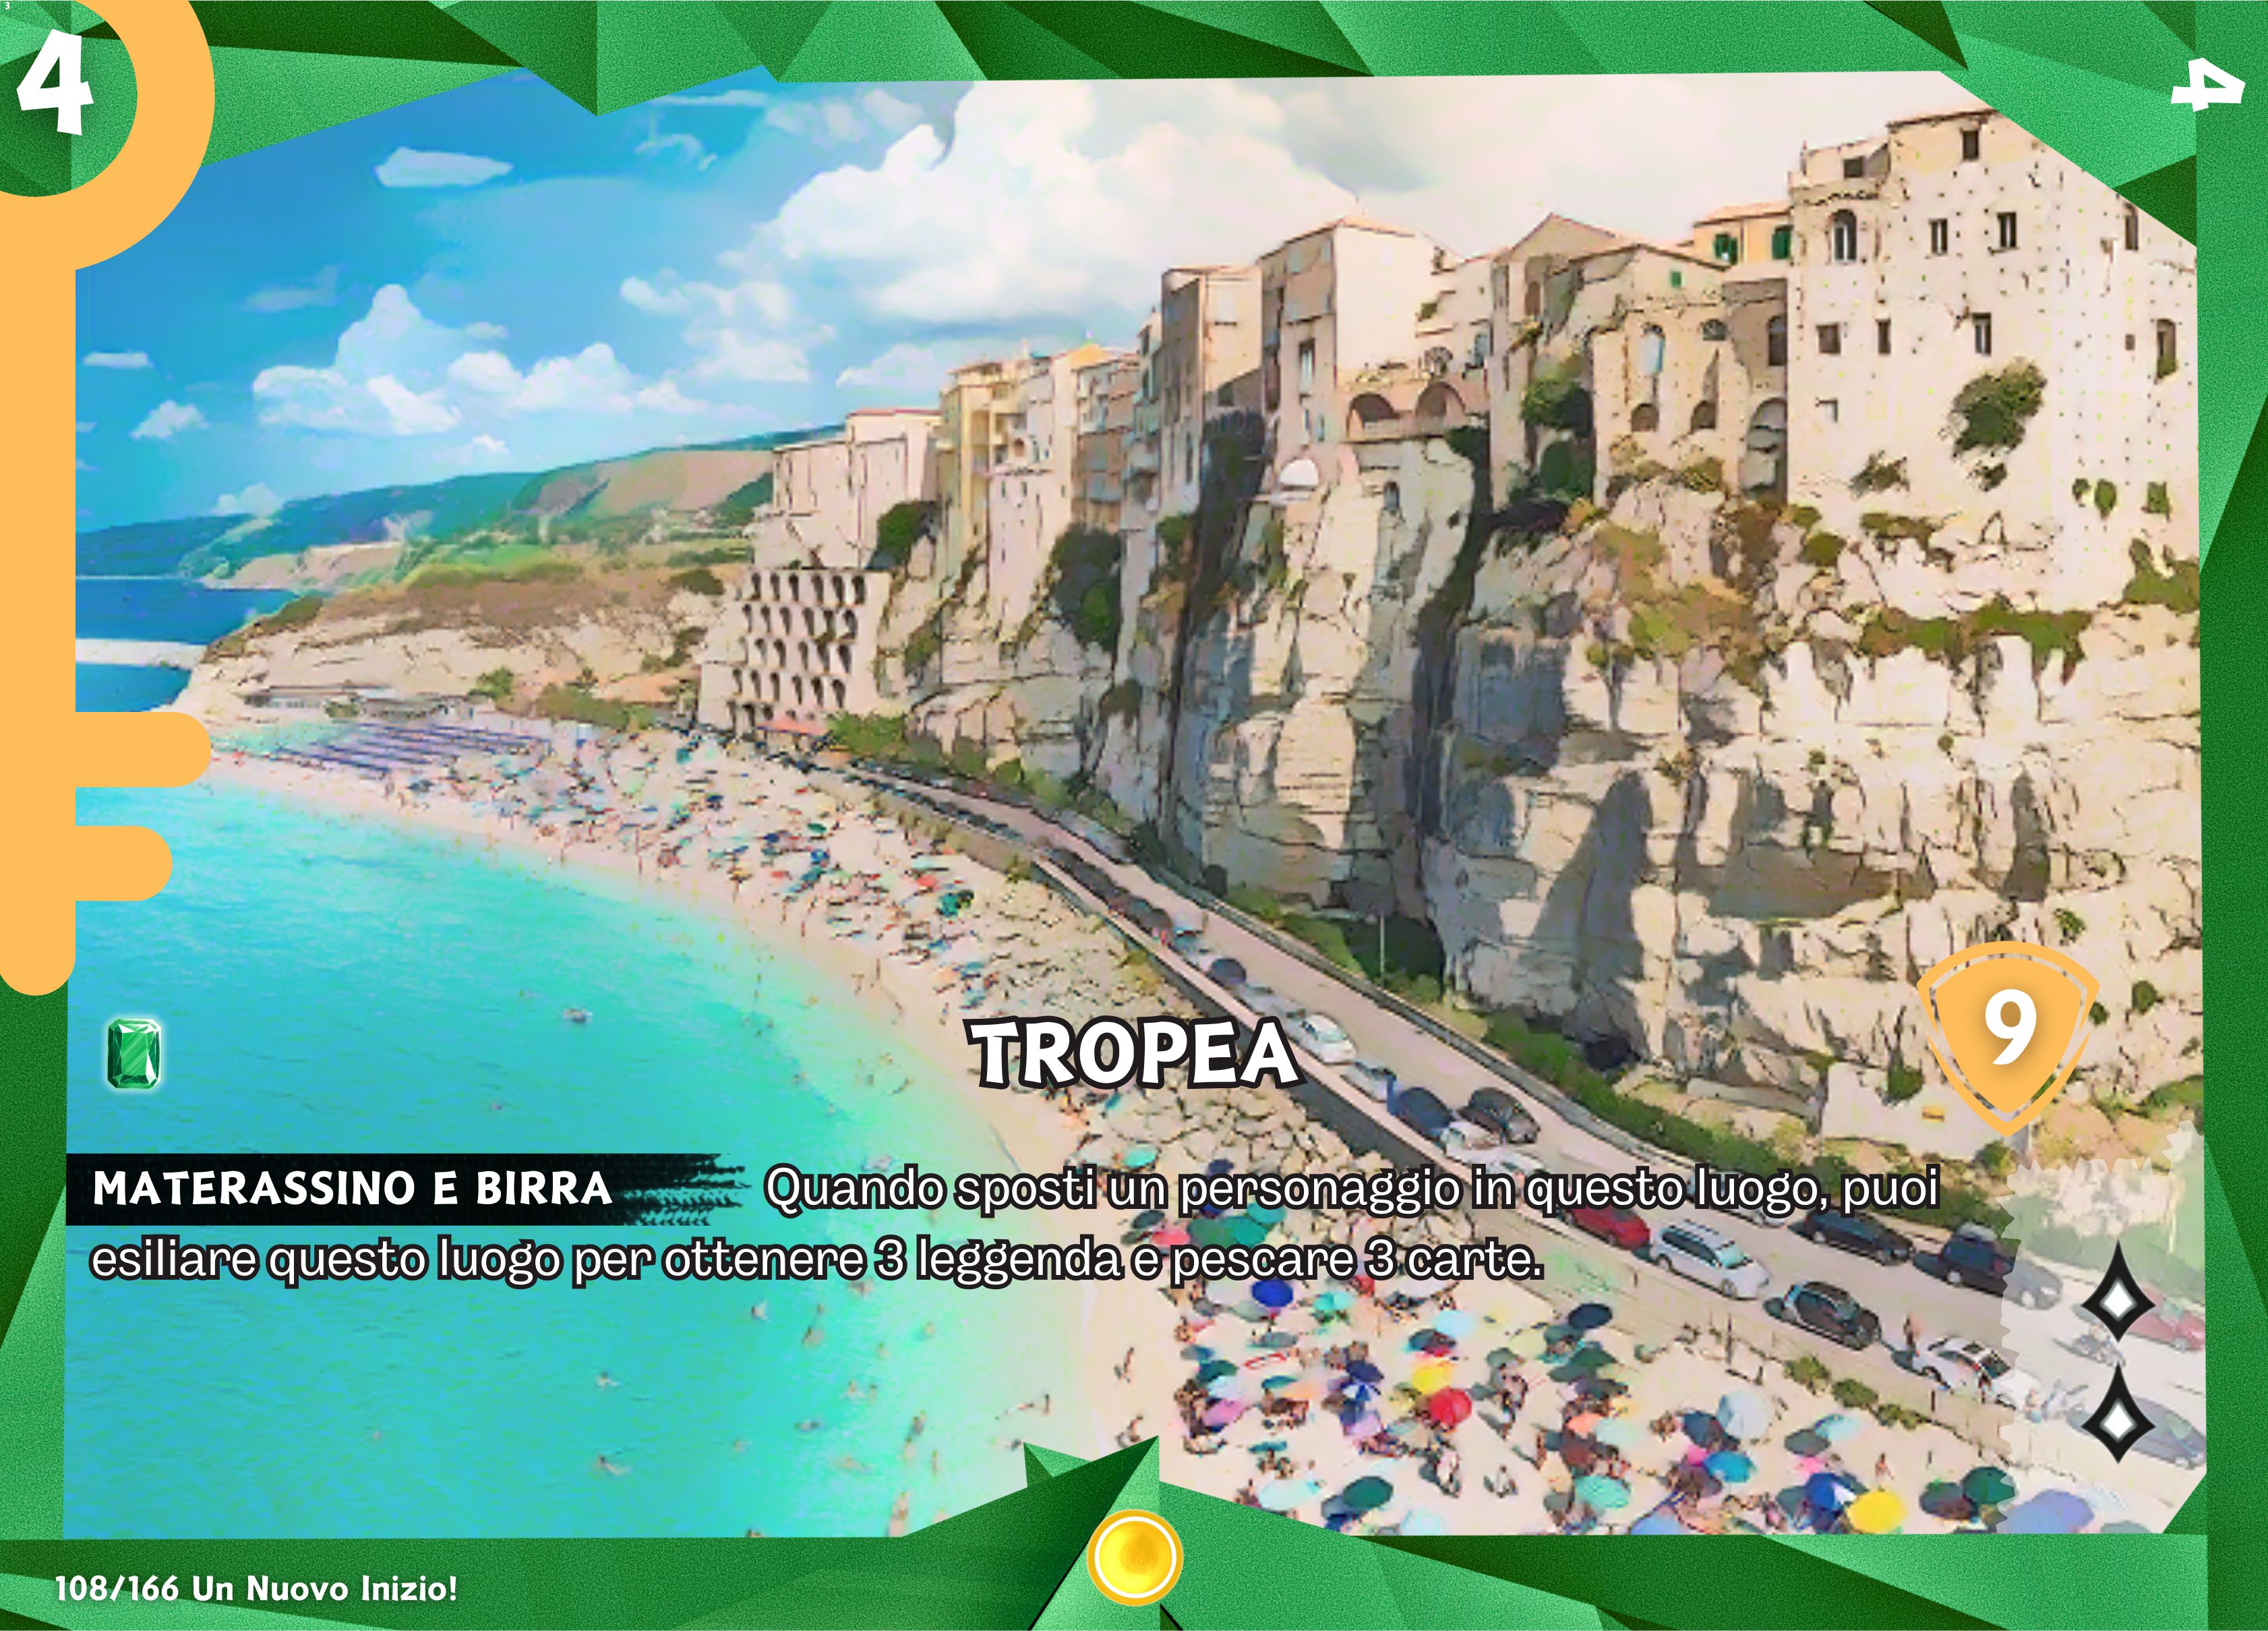 3
4
4
TROPEA
9
MATERASSINO E BIRRA Quando sposti un personaggio in questo luogo, puoi
esiliare questo luogo per ottenere 3 leggenda e pescare 3 carte.
108/166 Un Nuovo Inizio!